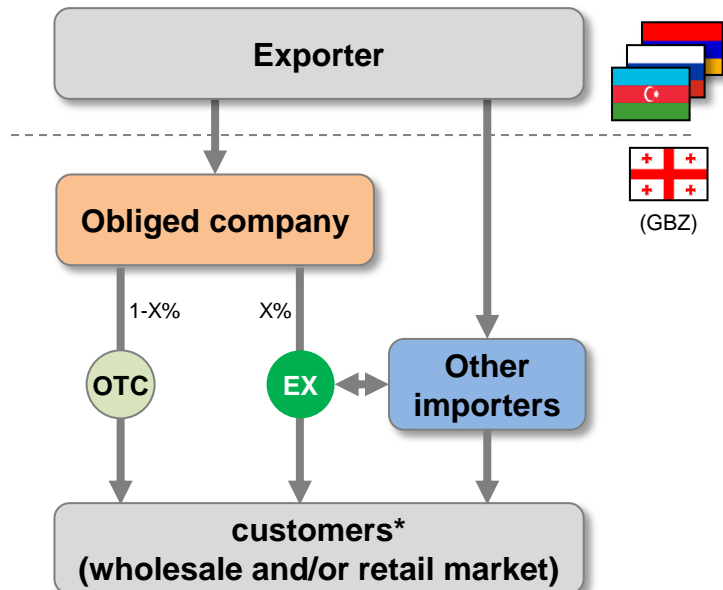 Exporter
(GBZ)
Obliged company
1-X%
X%
OTC
EX
Other
importers
customers*
(wholesale and/or retail market)